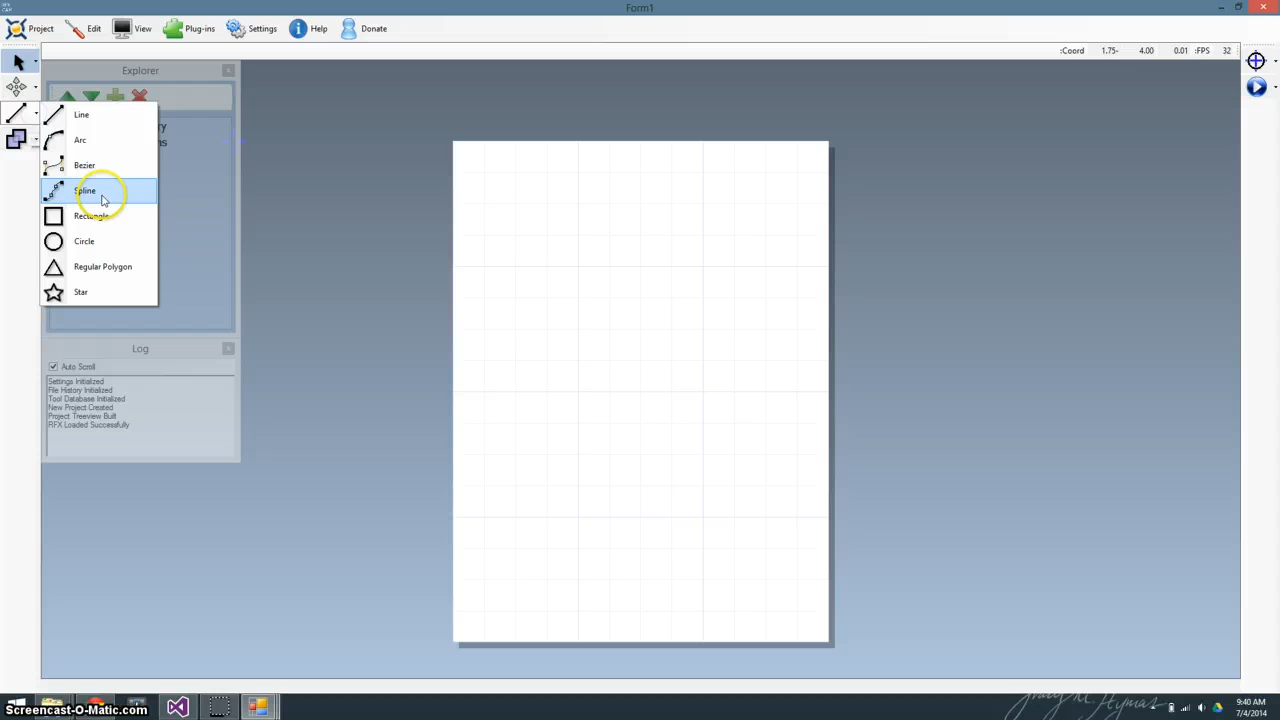 Form1
Project Edit View Plug-ins Settings Help Donate
:Coord 1.75- 4.00 0.01 :FPS 32
Explorer
Line
Arc
Bezier
Spline
Rectangle
Circle
Regular Polygon
Star
Log
Auto Scroll
Settings Initialized
File History Initialized
Tool Database Initialized
New Project Created
Project Treeview Built
RFX Loaded Successfully
Screencast-O-Matic.com
9:40 AM
7/4/2014